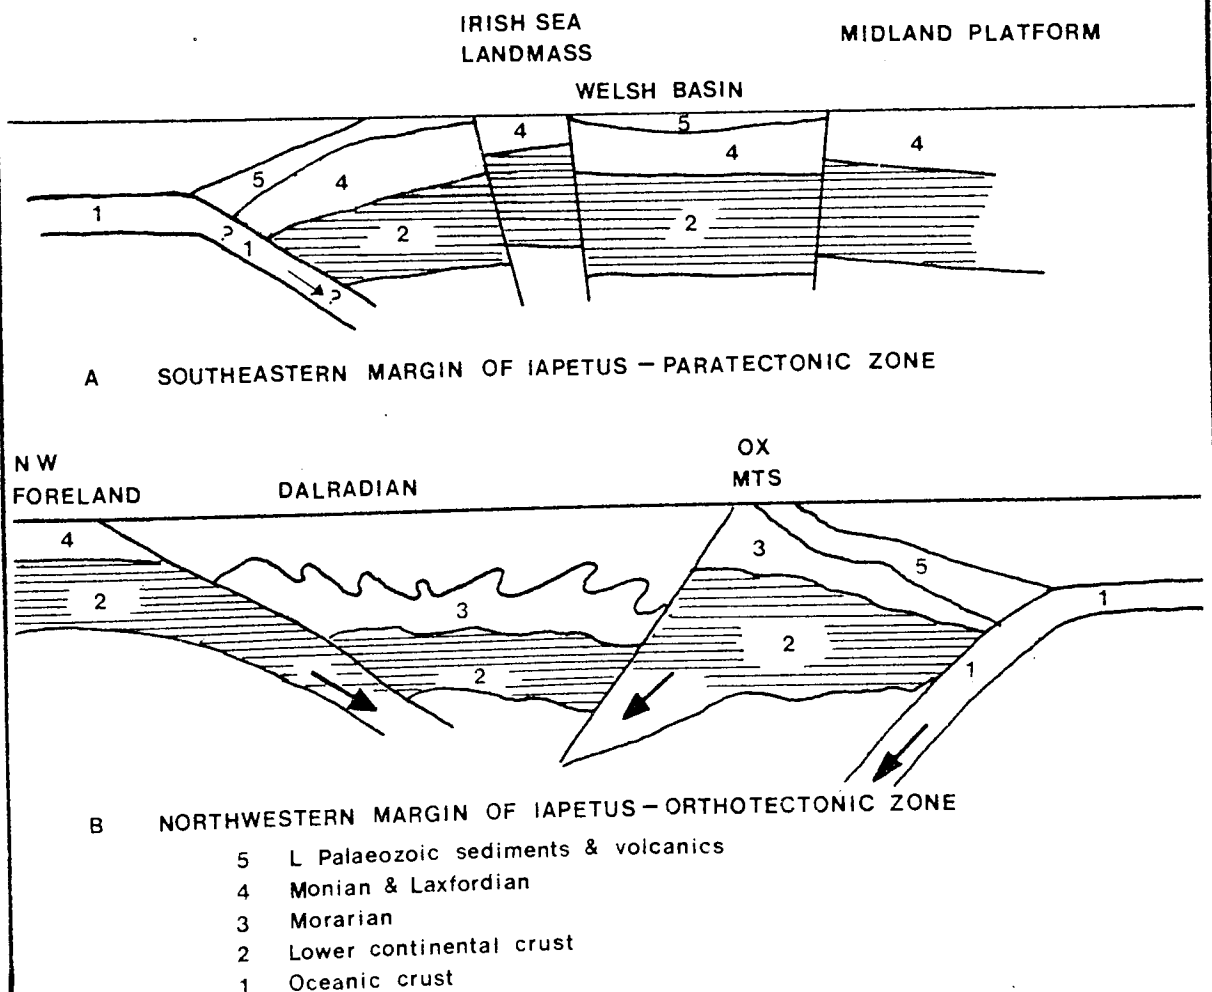 IRISH SEA
LANDMASS
MIDLAND PLATFORM
WELSH BASIN
5
4
4
4
5
4
1
2
2
?
1
?
A SOUTHEASTERN MARGIN OF IAPETUS – PARATECTONIC ZONE
NW
FORELAND
DALRADIAN
OX
MTS
4
3
5
2
3
1
2
2
1
B NORTHWESTERN MARGIN OF IAPETUS – ORTHOTECTONIC ZONE
5 L Palaeozoic sediments & volcanics
4 Monian & Laxfordian
3 Morarian
2 Lower continental crust
1 Oceanic crust